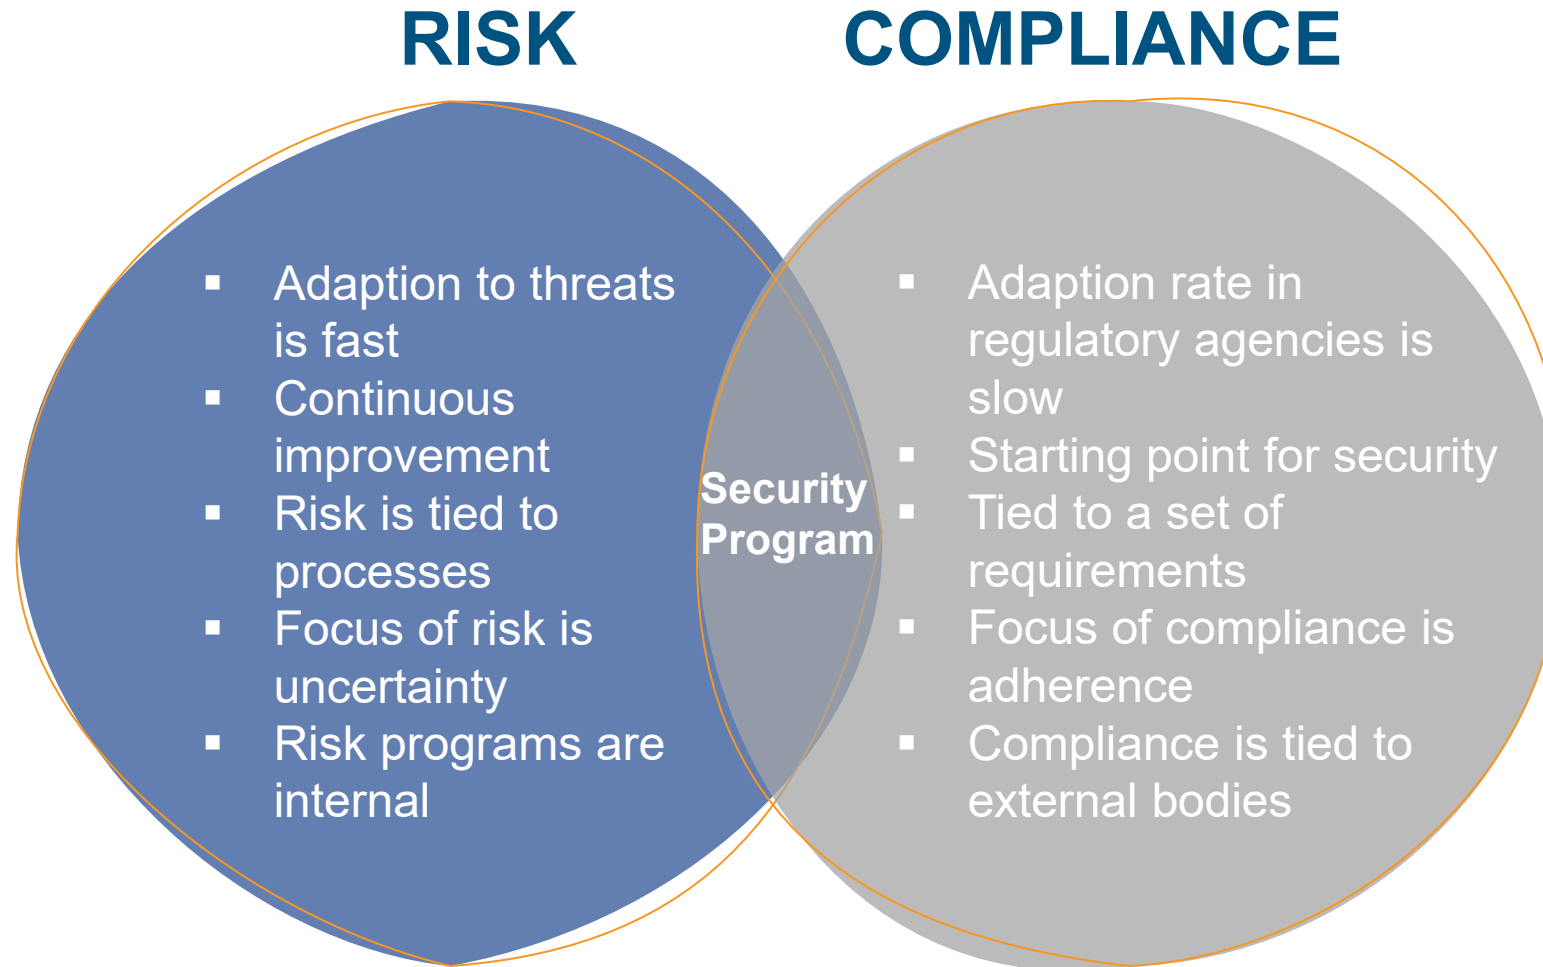 RISK
COMPLIANCE
▪ Adaption to threats
is fast
▪ Continuous
improvement
▪ Risk is tied to
processes
▪ Focus of risk is
uncertainty
▪ Risk programs are
internal
Security
Program
▪ Adaption rate in
regulatory agencies is
slow
▪ Starting point for security
▪ Tied to a set of
requirements
▪ Focus of compliance is
adherence
▪ Compliance is tied to
external bodies